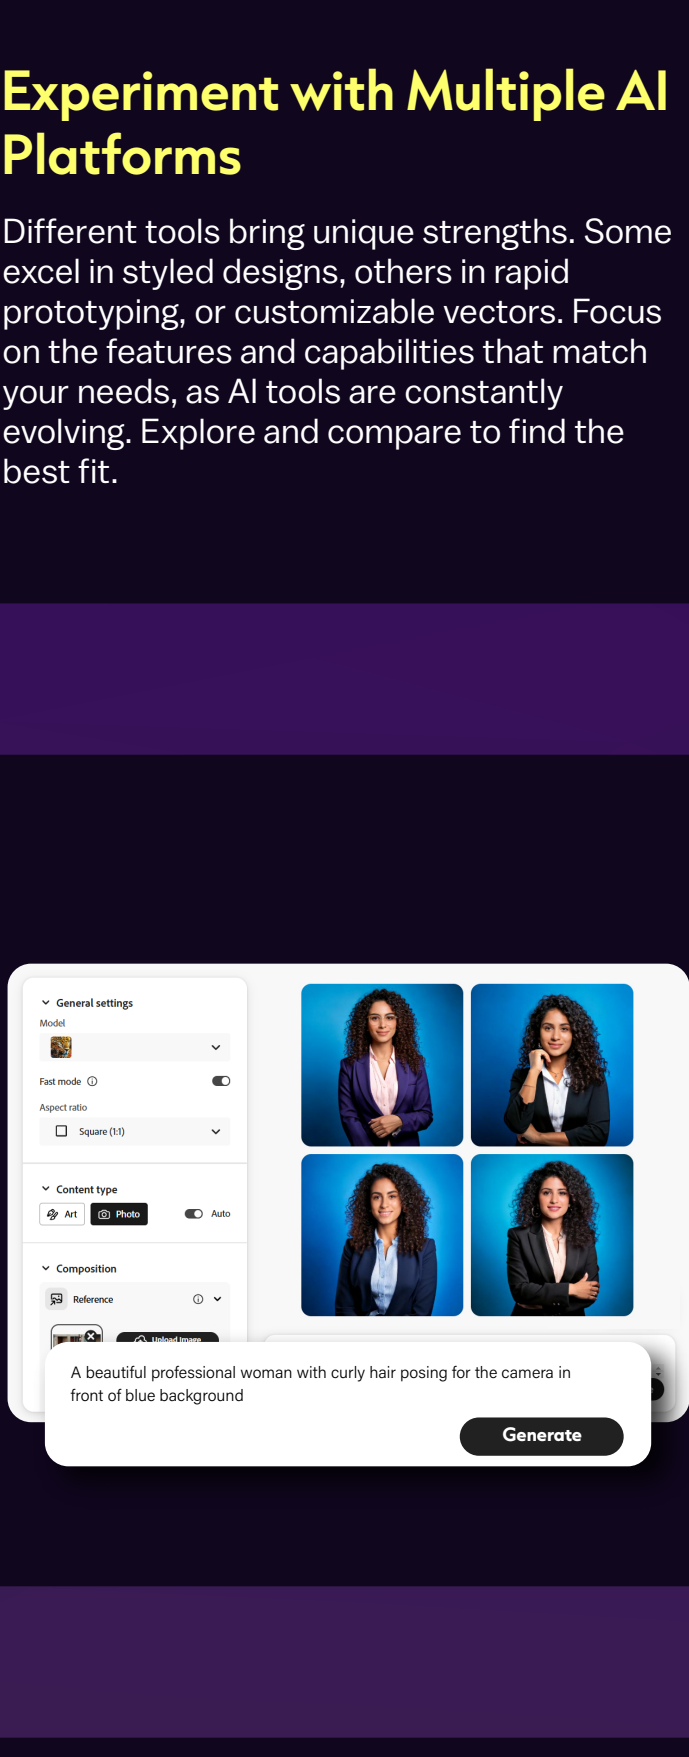 Experiment with Multiple AI
Platforms
Different tools bring unique strengths. Some
excel in styled designs, others in rapid
prototyping, or customizable vectors. Focus
on the features and capabilities that match
your needs, as AI tools are constantly
evolving. Explore and compare to find the
best fit.
General settings
Model
Fast mode
Aspect ratio
Square (1:1)
Content type
Art Photo Auto
Composition
Reference
Upload Image
A beautiful professional woman with curly hair posing for the camera in
front of blue background
Generate